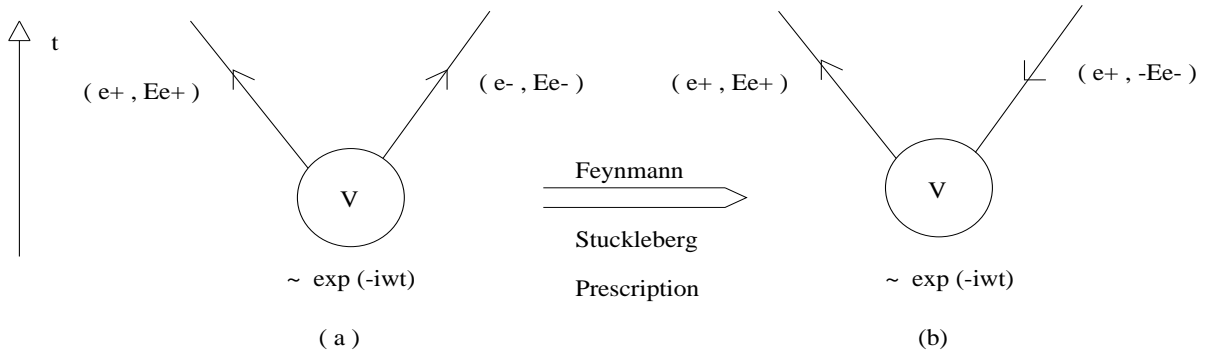 t
( e+ , Ee+ )
( e- , Ee- )
( e+ , Ee+ )
( e+ , -Ee- )
V
Feynmann
V
Stuckleberg
~ exp (-iwt)
Prescription
~ exp (-iwt)
( a )
(b)